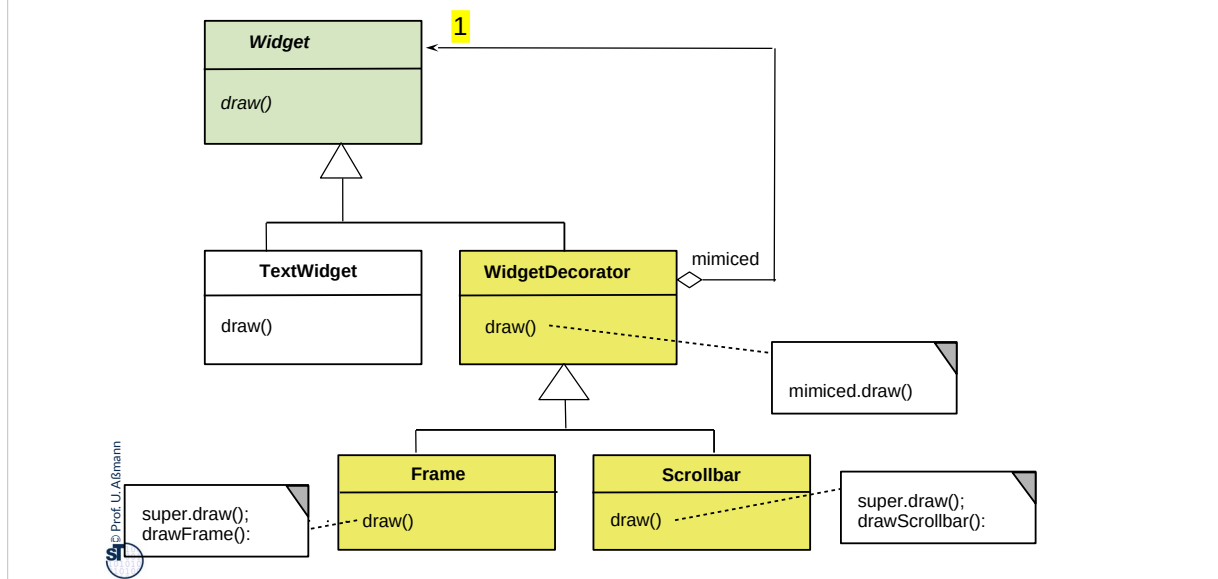 1
Widget
draw()
mimiced
TextWidget
WidgetDecorator
draw()
draw()
mimiced.draw()
Frame
Scrollbar
draw()
draw()
super.draw();
drawFrame():
super.draw();
drawScrollbar():
© Prof. U. Aßmann
ST